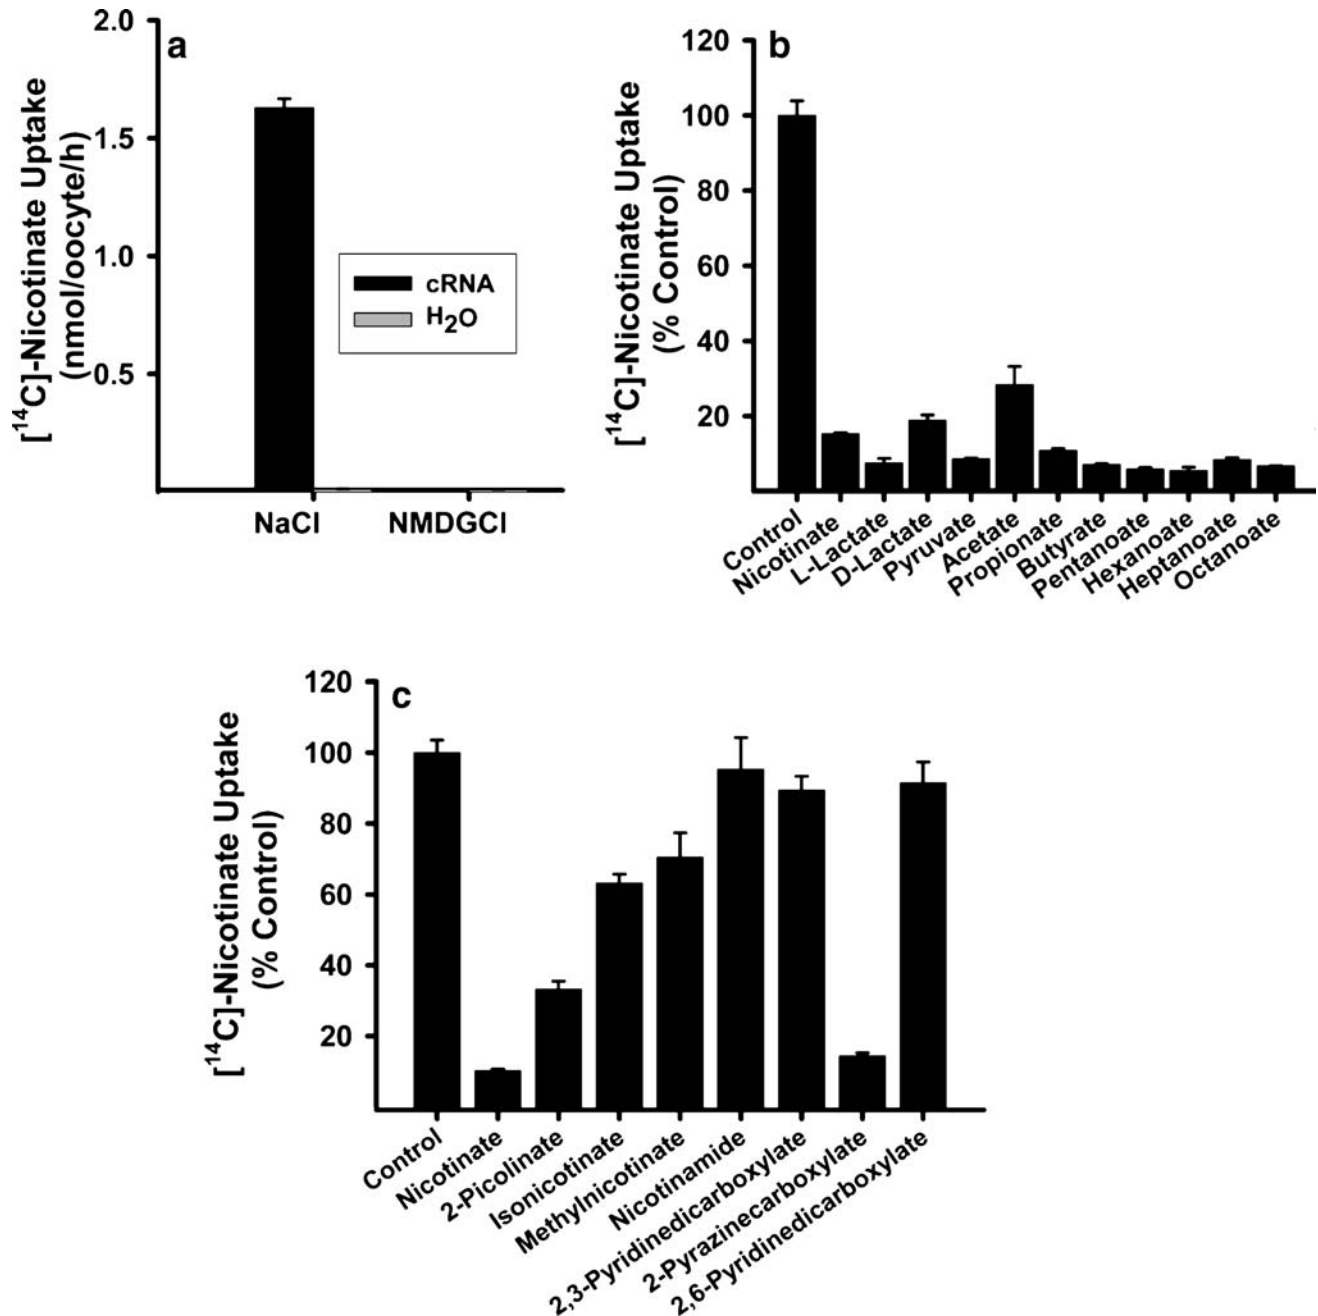 a
2.0
1.5
1.0
0.5
[¹⁴C]-Nicotinate Uptake
(nmol/oocyte/h)
cRNA
H₂O
NaCl
NMDGCl
b
120
100
80
60
40
20
[¹⁴C]-Nicotinate Uptake
(% Control)
Control
Nicotinate
L-Lactate
D-Lactate
Pyruvate
Acetate
Propionate
Butyrate
Pentanoate
Hexanoate
Heptanoate
Octanoate
c
120
100
80
60
40
20
[¹⁴C]-Nicotinate Uptake
(% Control)
Control
Nicotinate
2-Picolinate
Isonicotinate
Methylnicotinate
Nicotinamide
2,3-Pyridinedicarboxylate
2-Pyrazinecarboxylate
2,6-Pyridinedicarboxylate